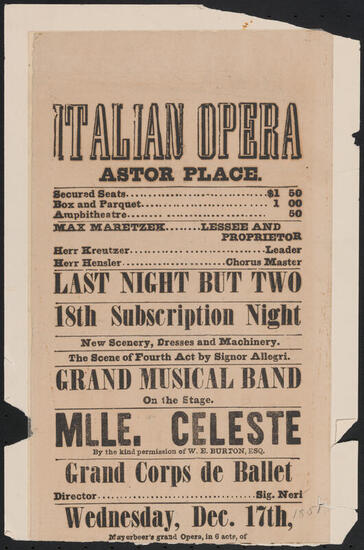 ITALIAN OPERA
ASTOR PLACE.
Secured Seats........................$1 50
Box and Parquet........................1 00
Amphitheatre........................50
MAX MARETZEK.......LESSEE AND
PROPRIETOR
Herr Kreutzer........................Leader
Herr Hensler........................Chorus Master
LAST NIGHT BUT TWO
18th Subscription Night
New Scenery, Dresses and Machinery.
The Scene of Fourth Act by Signor Allegri.
GRAND MUSICAL BAND
On the Stage.
MLLE. CELESTE
By the kind permission of W. E. BURTON, ESQ.
Grand Corps de Ballet
Director........................Sig. Neri
Wednesday, Dec. 17th,
Mayerbeer's grand Opera, in 6 acts, of